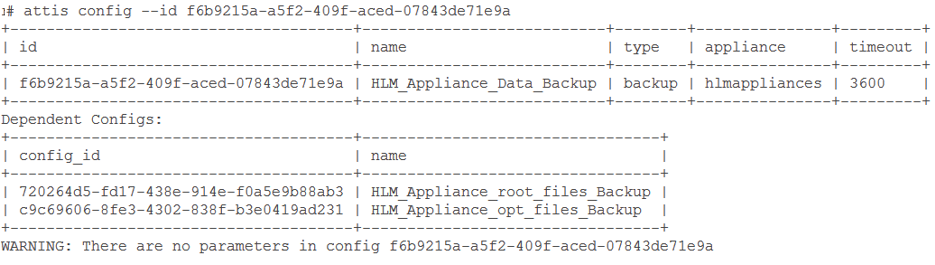 # attis config --id f6b9215a-a5f2-409f-aced-07843de71e9a
+--------------------------------------+---------------------------+--------+---------------+---------+
| id                                   | name                      | type   | appliance     | timeout |
+--------------------------------------+---------------------------+--------+---------------+---------+
| f6b9215a-a5f2-409f-aced-07843de71e9a | HLM_Appliance_Data_Backup | backup | hlmappliances | 3600    |
+--------------------------------------+---------------------------+--------+---------------+---------+
Dependent Configs:
+--------------------------------------+---------------------------------+
| config_id                            | name                            |
+--------------------------------------+---------------------------------+
| 720264d5-fd17-438e-914e-f0a5e9b88ab3 | HLM_Appliance_root_files_Backup |
| c9c69606-8fe3-4302-838f-b3e0419ad231 | HLM_Appliance_opt_files_Backup  |
+--------------------------------------+---------------------------------+
WARNING: There are no parameters in config f6b9215a-a5f2-409f-aced-07843de71e9a